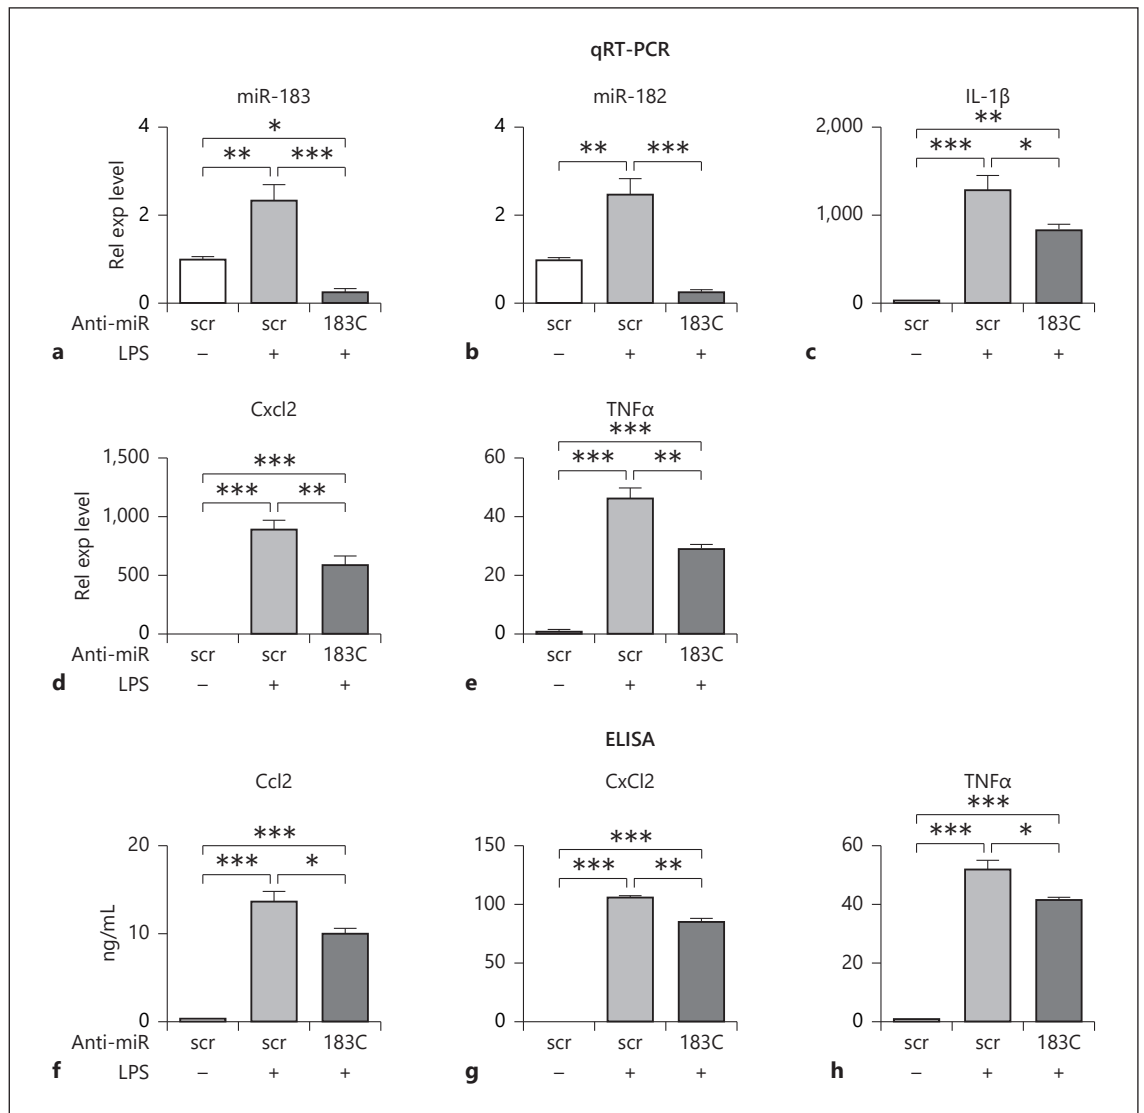 qRT-PCR
miR-183 miR-182 IL-1β
Rel exp level
4
2
0
* ** ***
4
2
0
** ***
2,000
1,000
0
** *** *
Anti-miR scr scr 183C scr scr 183C scr scr 183C
a LPS – + + b – + + c – + +
Cxcl2 TNFα
Rel exp level
1,500
1,000
500
0
*** *** **
60
40
20
0
*** *** **
Anti-miR scr scr 183C scr scr 183C
d LPS – + + e – + +
ELISA
Ccl2 CxCl2 TNFα
ng/mL
20
10
0
*** *** *
150
100
50
0
*** *** **
60
40
20
0
*** *** *
Anti-miR scr scr 183C scr scr 183C scr scr 183C
f LPS – + + g – + + h – + +